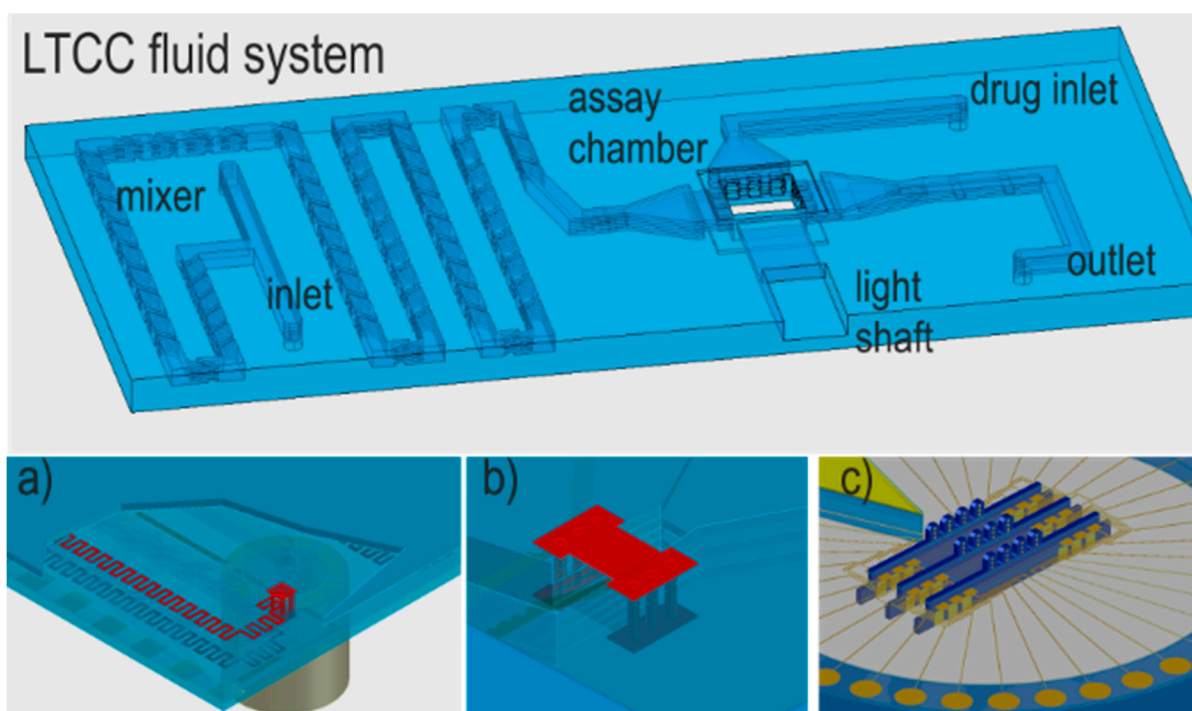 LTCC fluid system
assay
chamber
drug inlet
mixer
inlet
outlet
light
shaft
a)
b)
c)